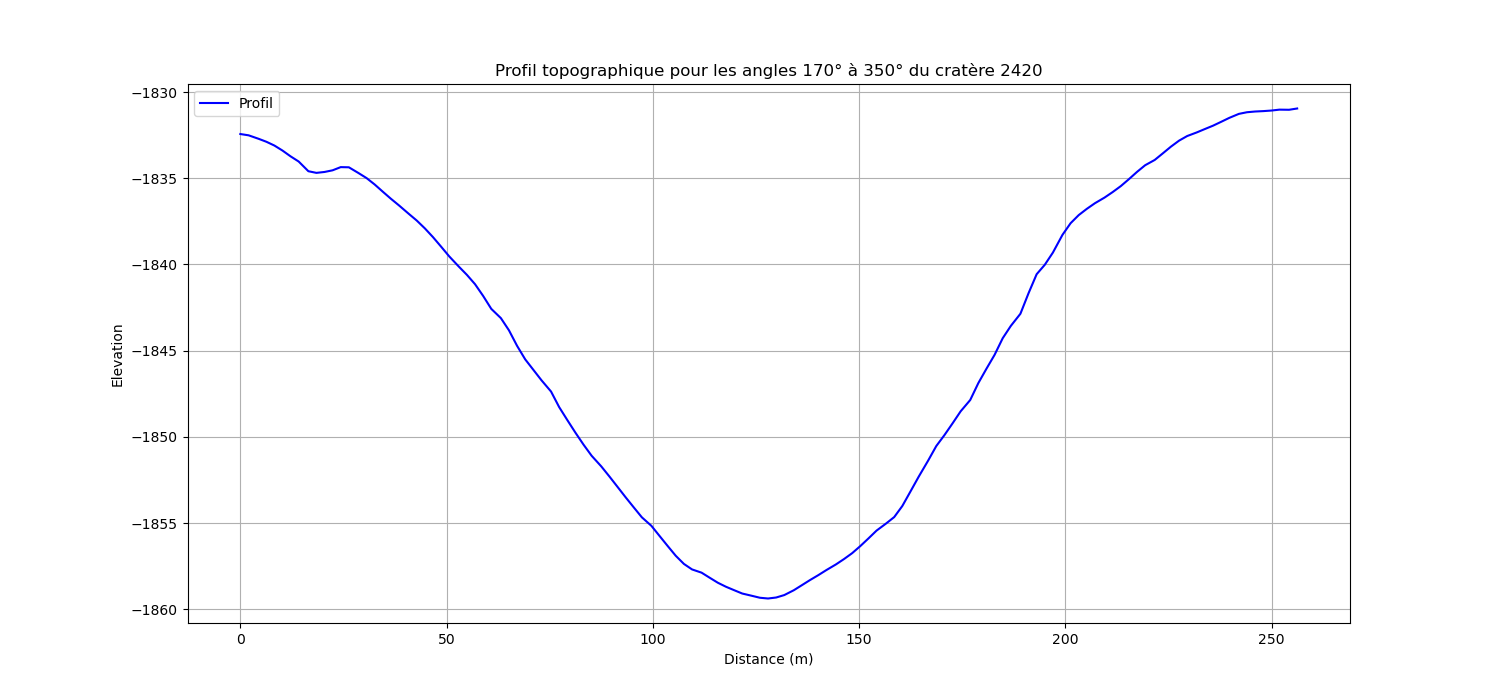 Profil topographique pour les angles 170° à 350° du cratère 2420
Profil
Elevation
−1830
−1835
−1840
−1845
−1850
−1855
−1860
0 50 100 150 200 250
Distance (m)